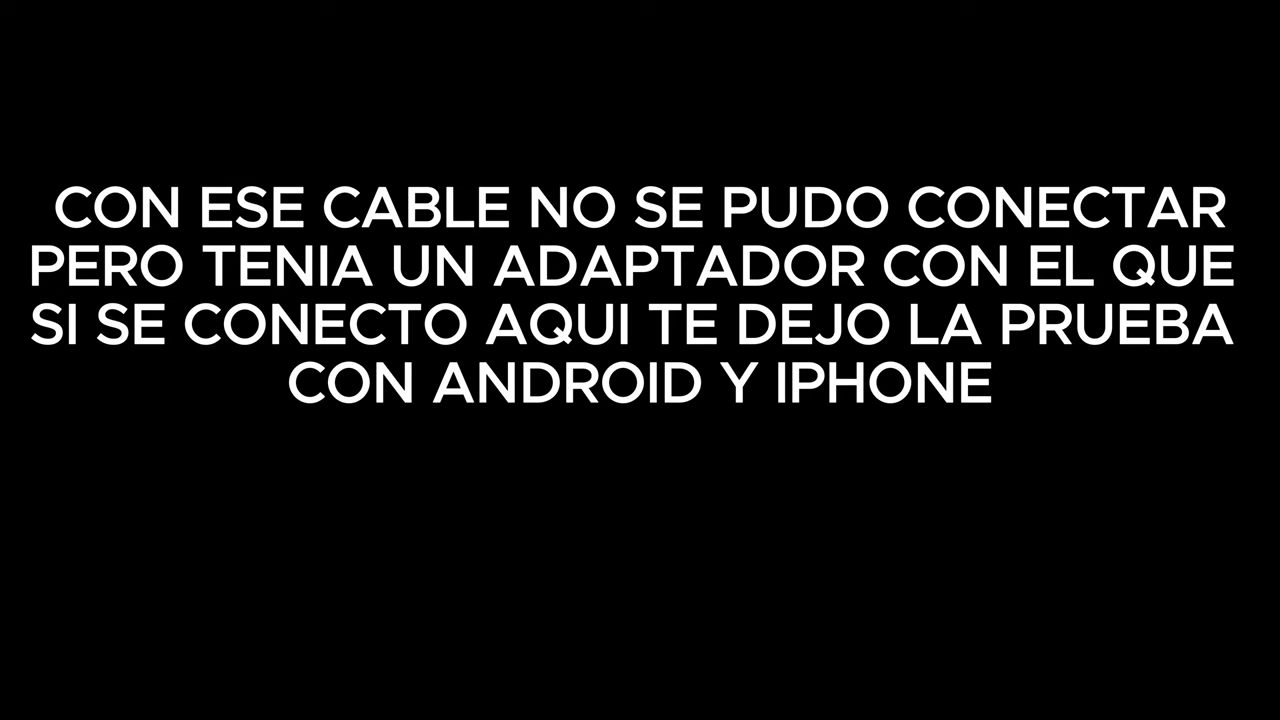 CON ESE CABLE NO SE PUDO CONECTAR
PERO TENIA UN ADAPTADOR CON EL QUE
SI SE CONECTO AQUI TE DEJO LA PRUEBA
CON ANDROID Y IPHONE